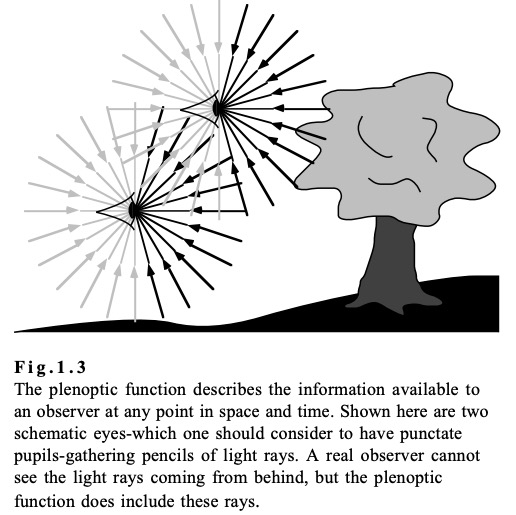 Fig.1.3
The plenoptic function describes the information available to
an observer at any point in space and time. Shown here are two
schematic eyes-which one should consider to have punctate
pupils-gathering pencils of light rays. A real observer cannot
see the light rays coming from behind, but the plenoptic
function does include these rays.